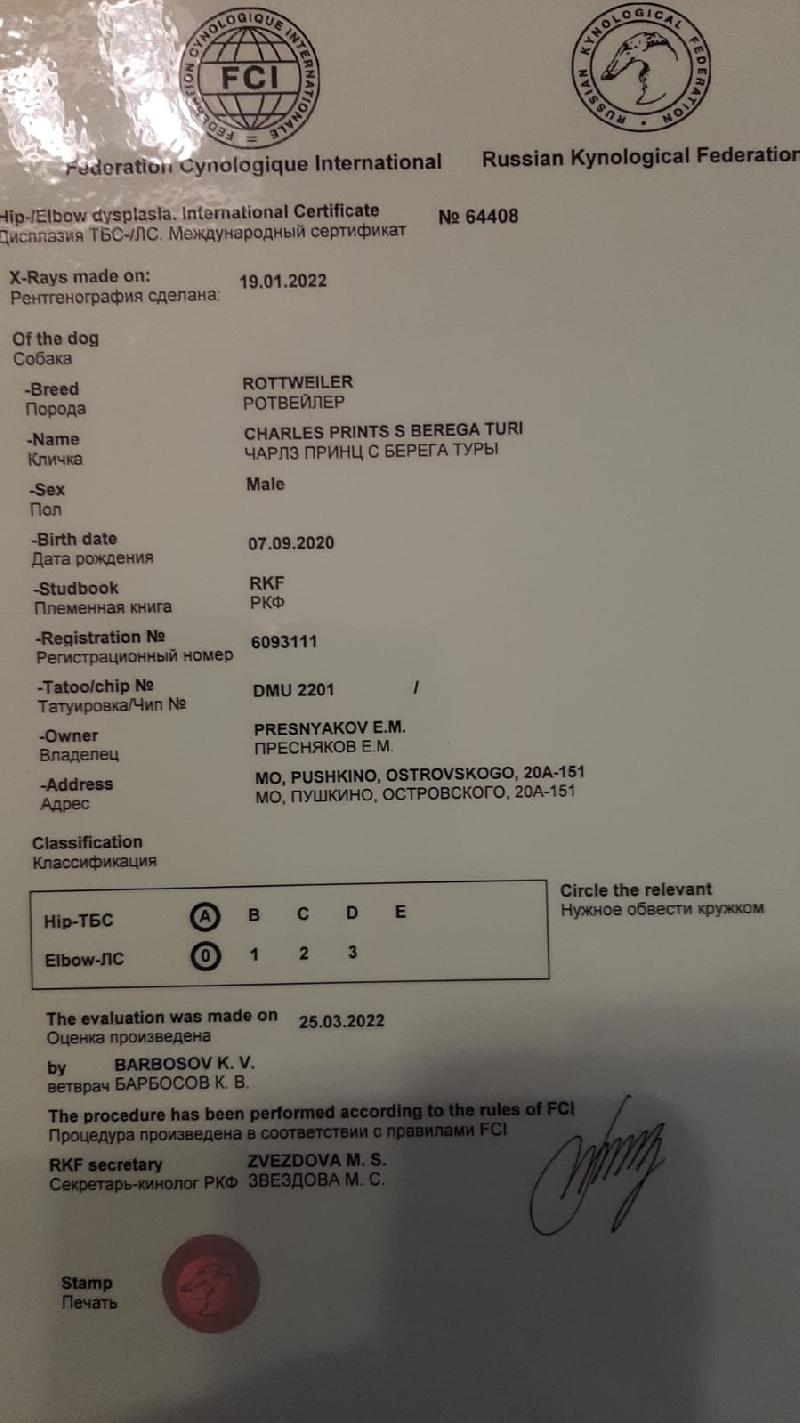 FEDERATION CYNOLOGIQUE INTERNATIONALE
FCI
RUSSIAN KYNOLOGICAL FEDERATION
Federation Cynologique International
Russian Kynological Federation
Hip-/Elbow dysplasia. International Certificate № 64408
Дисплазия ТБС-/ЛС. Международный сертификат
X-Rays made on: 19.01.2022
Рентгенография сделана:
Of the dog
Собака
-Breed ROTTWEILER
Порода РОТВЕЙЛЕР
-Name CHARLES PRINTS S BEREGA TURI
Кличка ЧАРЛЗ ПРИНЦ С БЕРЕГА ТУРЫ
-Sex Male
Пол
-Birth date 07.09.2020
Дата рождения
-Studbook RKF
Племенная книга РКФ
-Registration № 6093111
Регистрационный номер
-Tatoo/chip № DMU 2201 /
Татуировка/Чип №
-Owner PRESNYAKOV E.M.
Владелец ПРЕСНЯКОВ Е.М.
-Address MO, PUSHKINO, OSTROVSKOGO, 20A-151
Адрес МО, ПУШКИНО, ОСТРОВСКОГО, 20А-151
Classification
Классификация
Hip-ТБС A B C D E
Elbow-ЛС 0 1 2 3
Circle the relevant
Нужное обвести кружком
The evaluation was made on 25.03.2022
Оценка произведена
by BARBOSOV K. V.
ветврач БАРБОСОВ К. В.
The procedure has been performed according to the rules of FCI
Процедура произведена в соответствии с правилами FCI
RKF secretary ZVEZDOVA M. S.
Секретарь-кинолог РКФ ЗВЕЗДОВА М. С.
Stamp
Печать